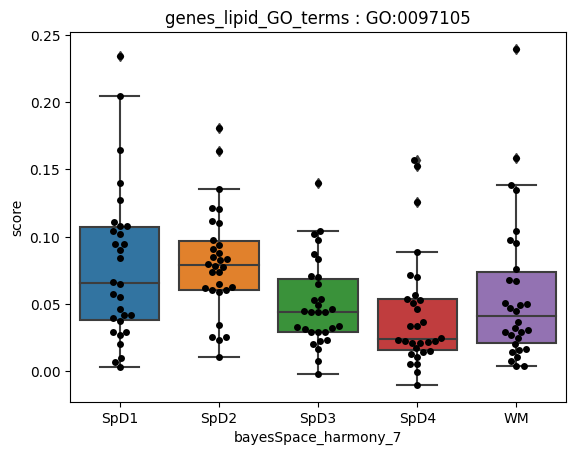 genes_lipid_GO_terms : GO:0097105
0.25
0.20
0.15
0.10
0.05
0.00
score
SpD1 SpD2 SpD3 SpD4 WM
bayesSpace_harmony_7